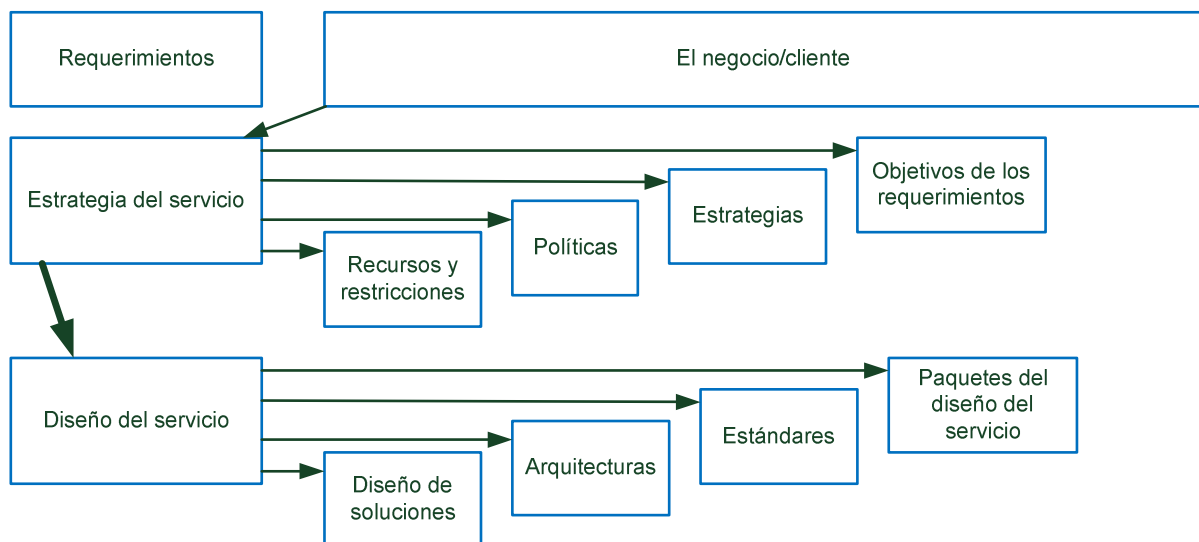 Requerimientos
El negocio/cliente
Estrategia del servicio
Objetivos de los
requerimientos
Estrategias
Políticas
Recursos y
restricciones
Diseño del servicio
Paquetes del
diseño del
servicio
Estándares
Arquitecturas
Diseño de
soluciones